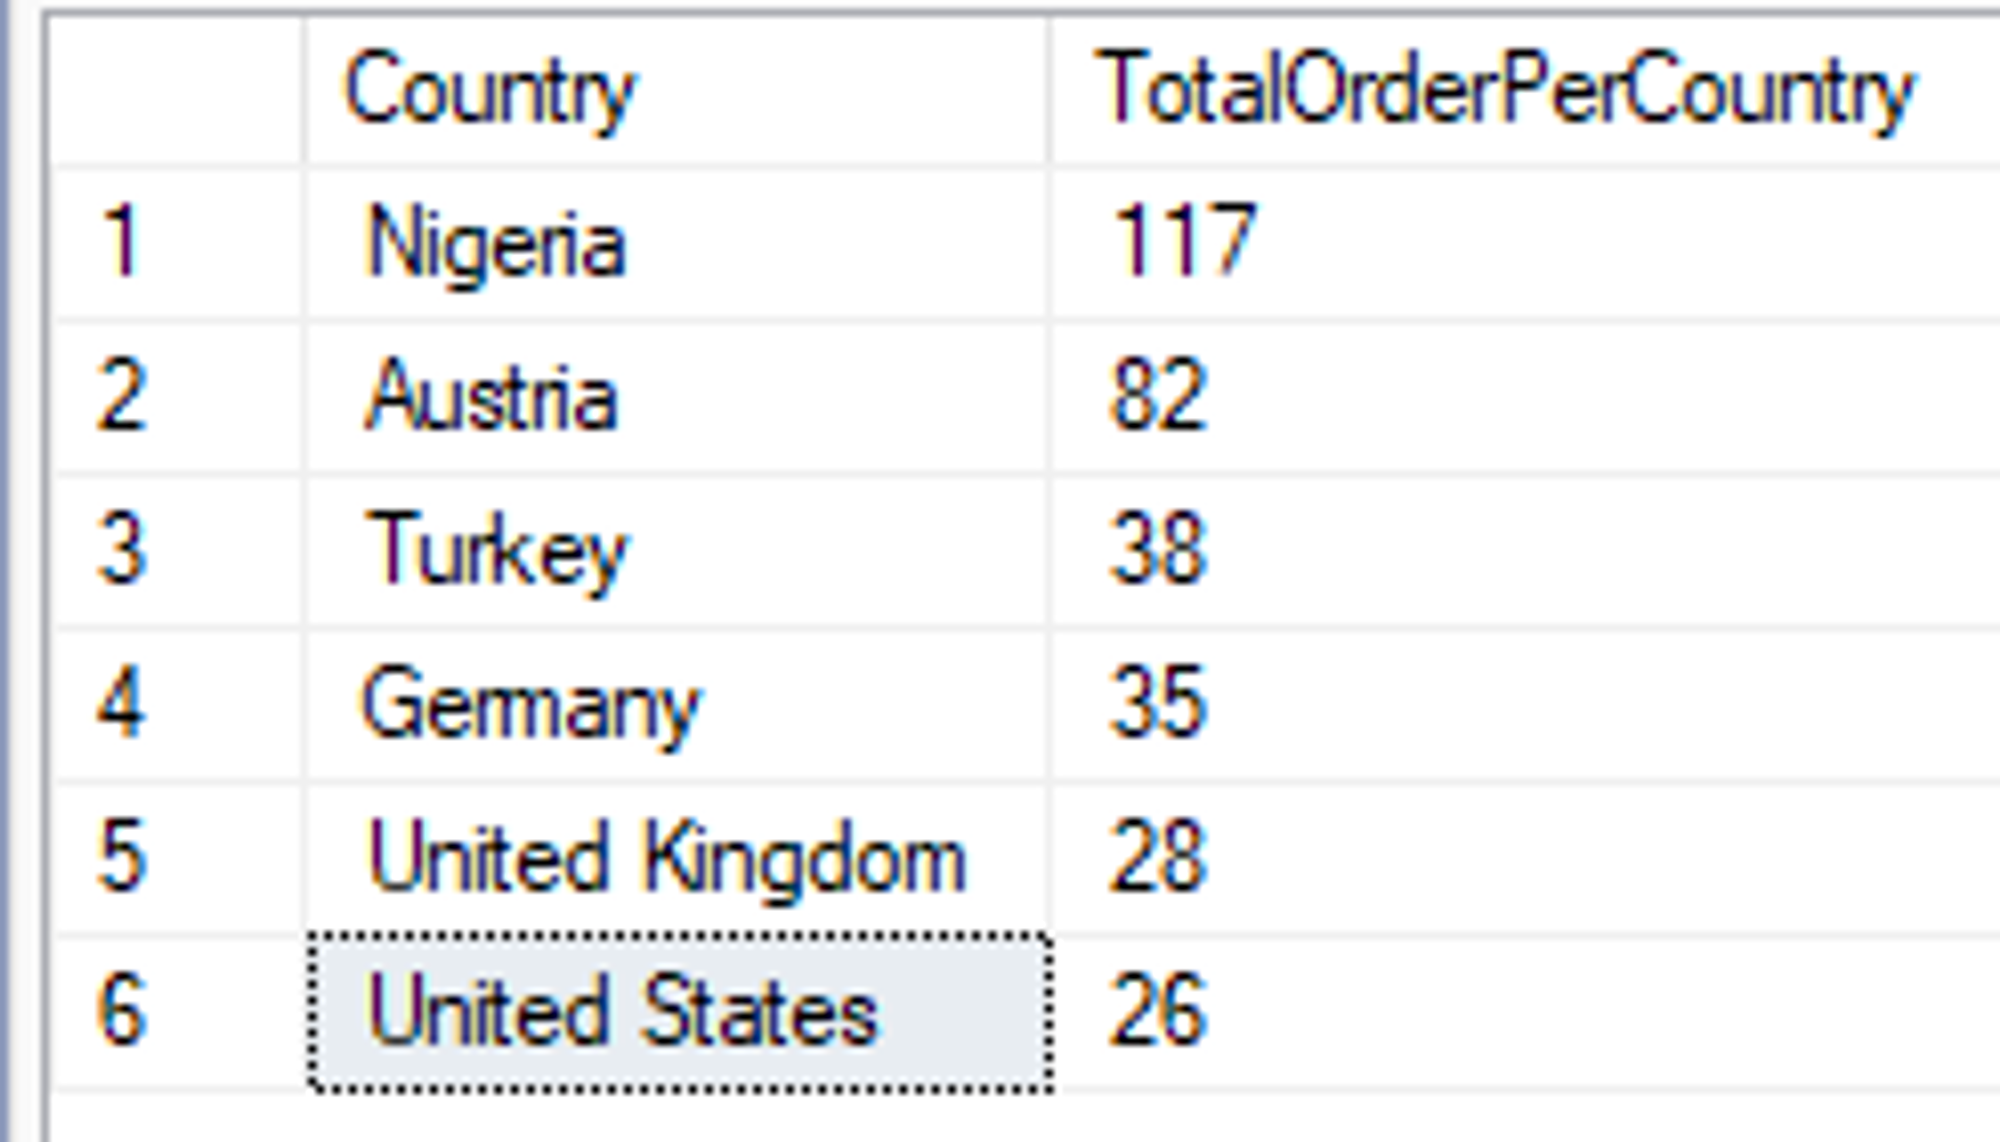 Country TotalOrderPerCountry
1 Nigeria 117
2 Austria 82
3 Turkey 38
4 Germany 35
5 United Kingdom 28
6 United States 26